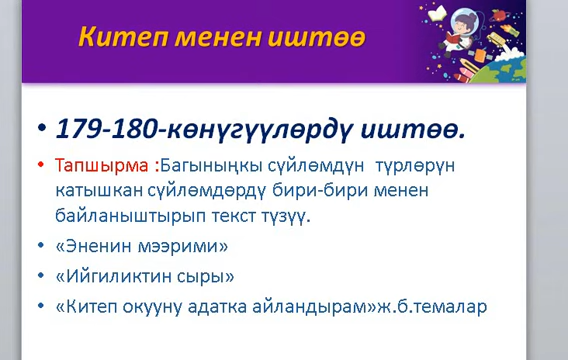 Китеп менен иштөө
• 179-180-көнүгүүлөрдү иштөө.
• Тапшырма :Багыныңкы сүйлөмдүн түрлөрүн
катышкан сүйлөмдөрдү бири-бири менен
байланыштырып текст түзүү.
• «Эненин мээрими»
• «Ийгиликтин сыры»
• «Китеп окууну адатка айландырам»ж.б.темалар